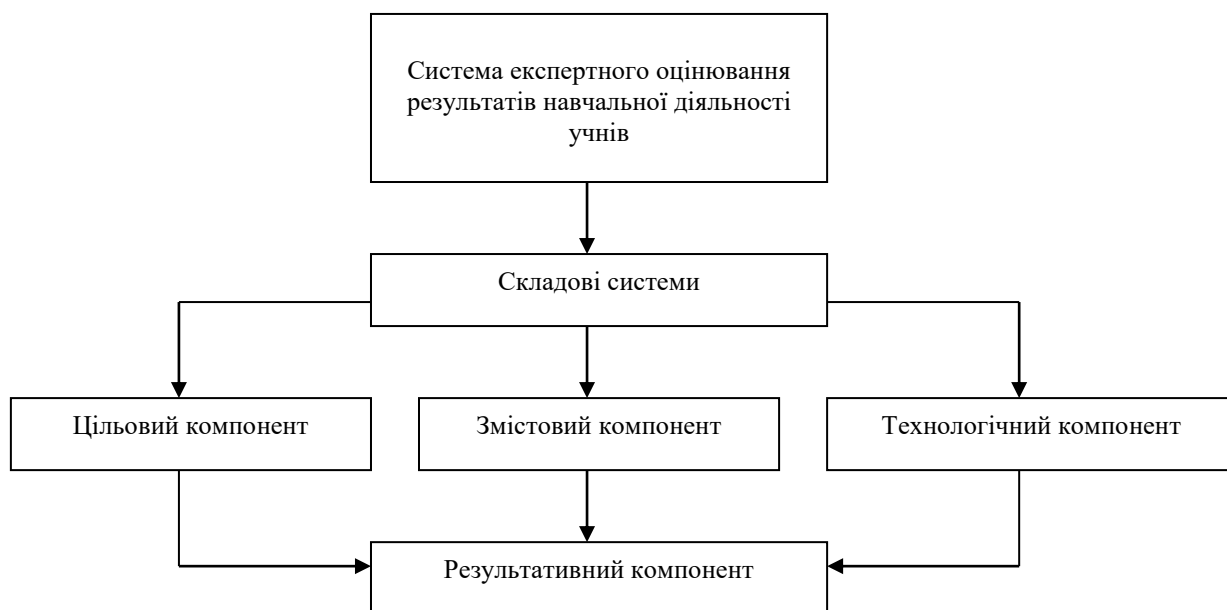 Система експертного оцінювання
результатів навчальної діяльності
учнів
Складові системи
Цільовий компонент
Змістовий компонент
Технологічний компонент
Результативний компонент